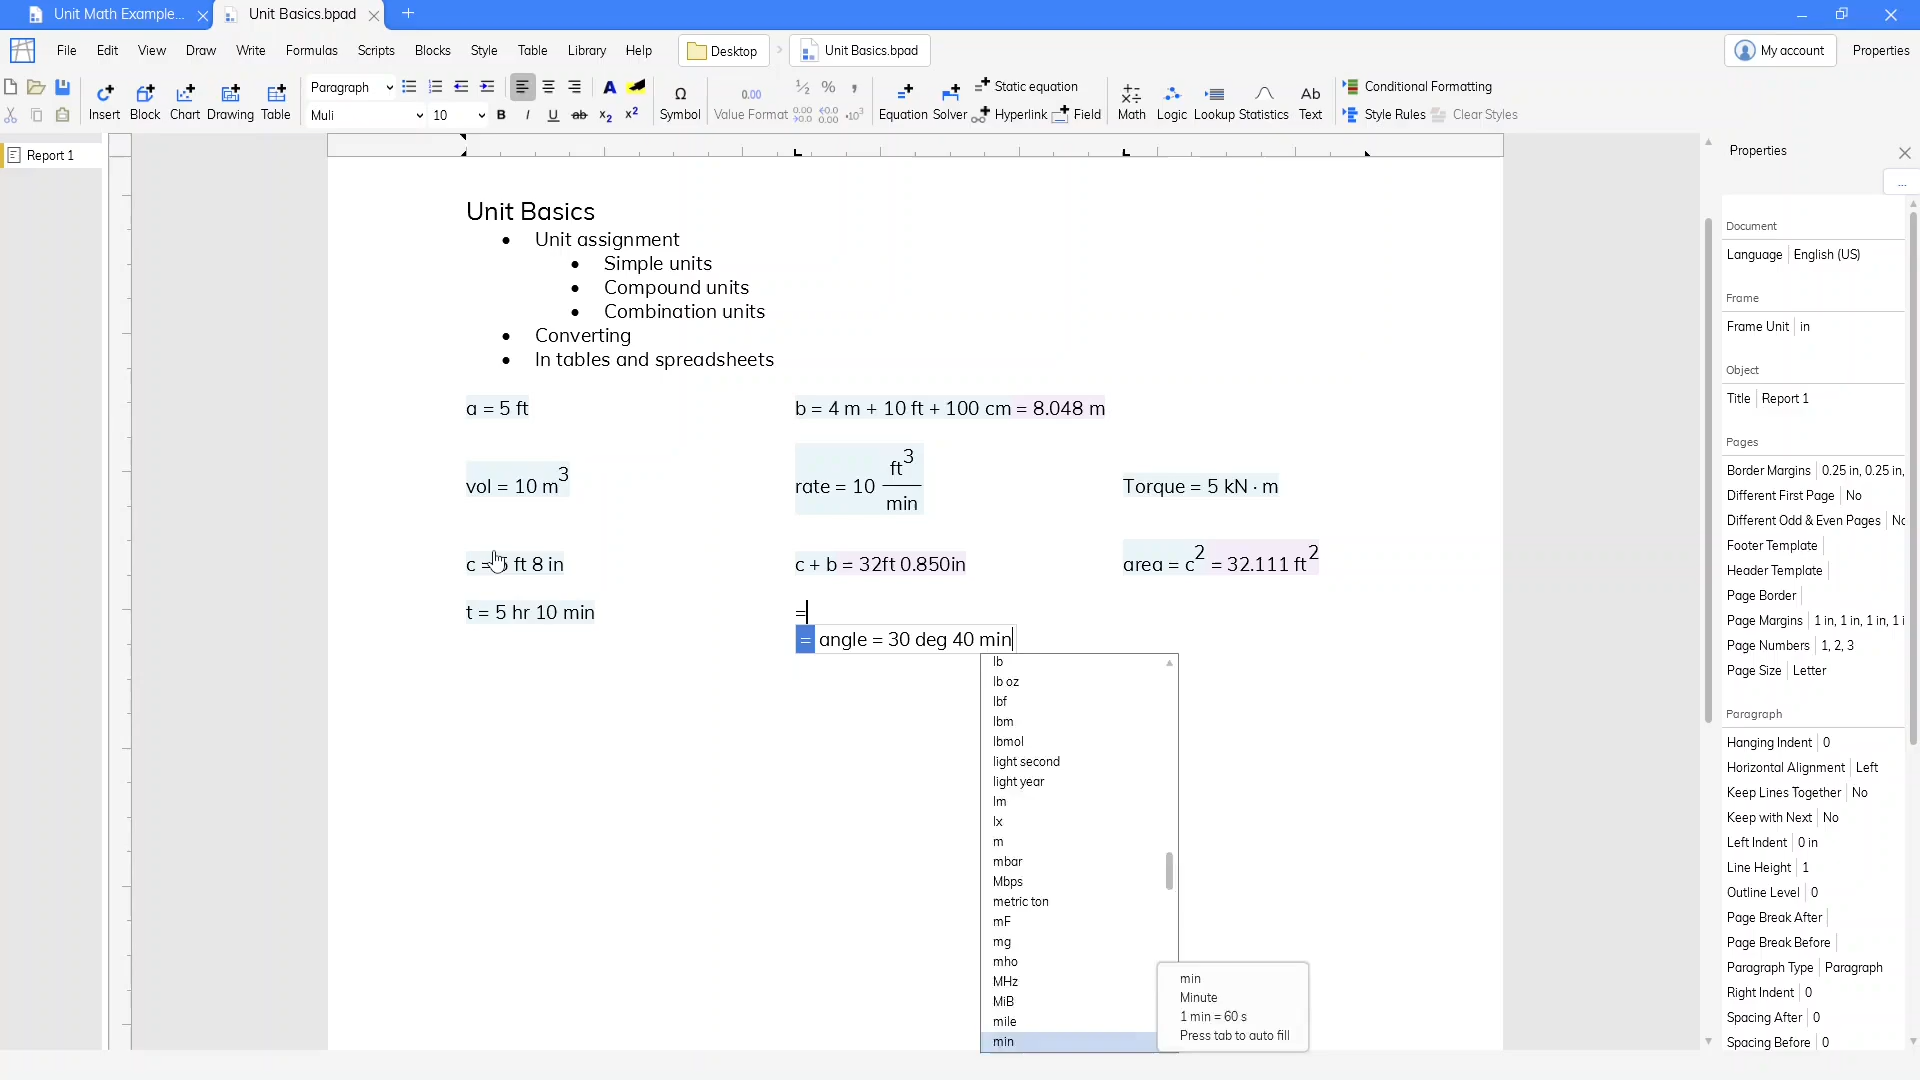 Unit Math Example...
Unit Basics.bpad
File Edit View Draw Write Formulas Scripts Blocks Style Table Library Help Desktop Unit Basics.bpad My account Properties
Paragraph Static equation Conditional Formatting
Insert Block Chart Drawing Table Muli 10 B I U ab x₂ x² Symbol Value Format Equation Solver Hyperlink Field Math Logic Lookup Statistics Text Style Rules Clear Styles
Report 1
Unit Basics
• Unit assignment
• Simple units
• Compound units
• Combination units
• Converting
• In tables and spreadsheets
a = 5 ft
b = 4 m + 10 ft + 100 cm = 8.048 m
vol = 10 m³
rate = 10 ft³/min
Torque = 5 kN · m
c = 5 ft 8 in
c + b = 32ft 0.850in
area = c² = 32.111 ft²
t = 5 hr 10 min
=
= angle = 30 deg 40 min
lb
lb oz
lbf
lbm
lbmol
light second
light year
lm
lx
m
mbar
Mbps
metric ton
mF
mg
mho
MHz
MiB
mile
min
min
Minute
1 min = 60 s
Press tab to auto fill
Properties
...
Document
Language English (US)
Frame
Frame Unit in
Object
Title Report 1
Pages
Border Margins 0.25 in, 0.25 in,
Different First Page No
Different Odd & Even Pages No
Footer Template
Header Template
Page Border
Page Margins 1 in, 1 in, 1 in, 1 i
Page Numbers 1, 2, 3
Page Size Letter
Paragraph
Hanging Indent 0
Horizontal Alignment Left
Keep Lines Together No
Keep with Next No
Left Indent 0 in
Line Height 1
Outline Level 0
Page Break After
Page Break Before
Paragraph Type Paragraph
Right Indent 0
Spacing After 0
Spacing Before 0